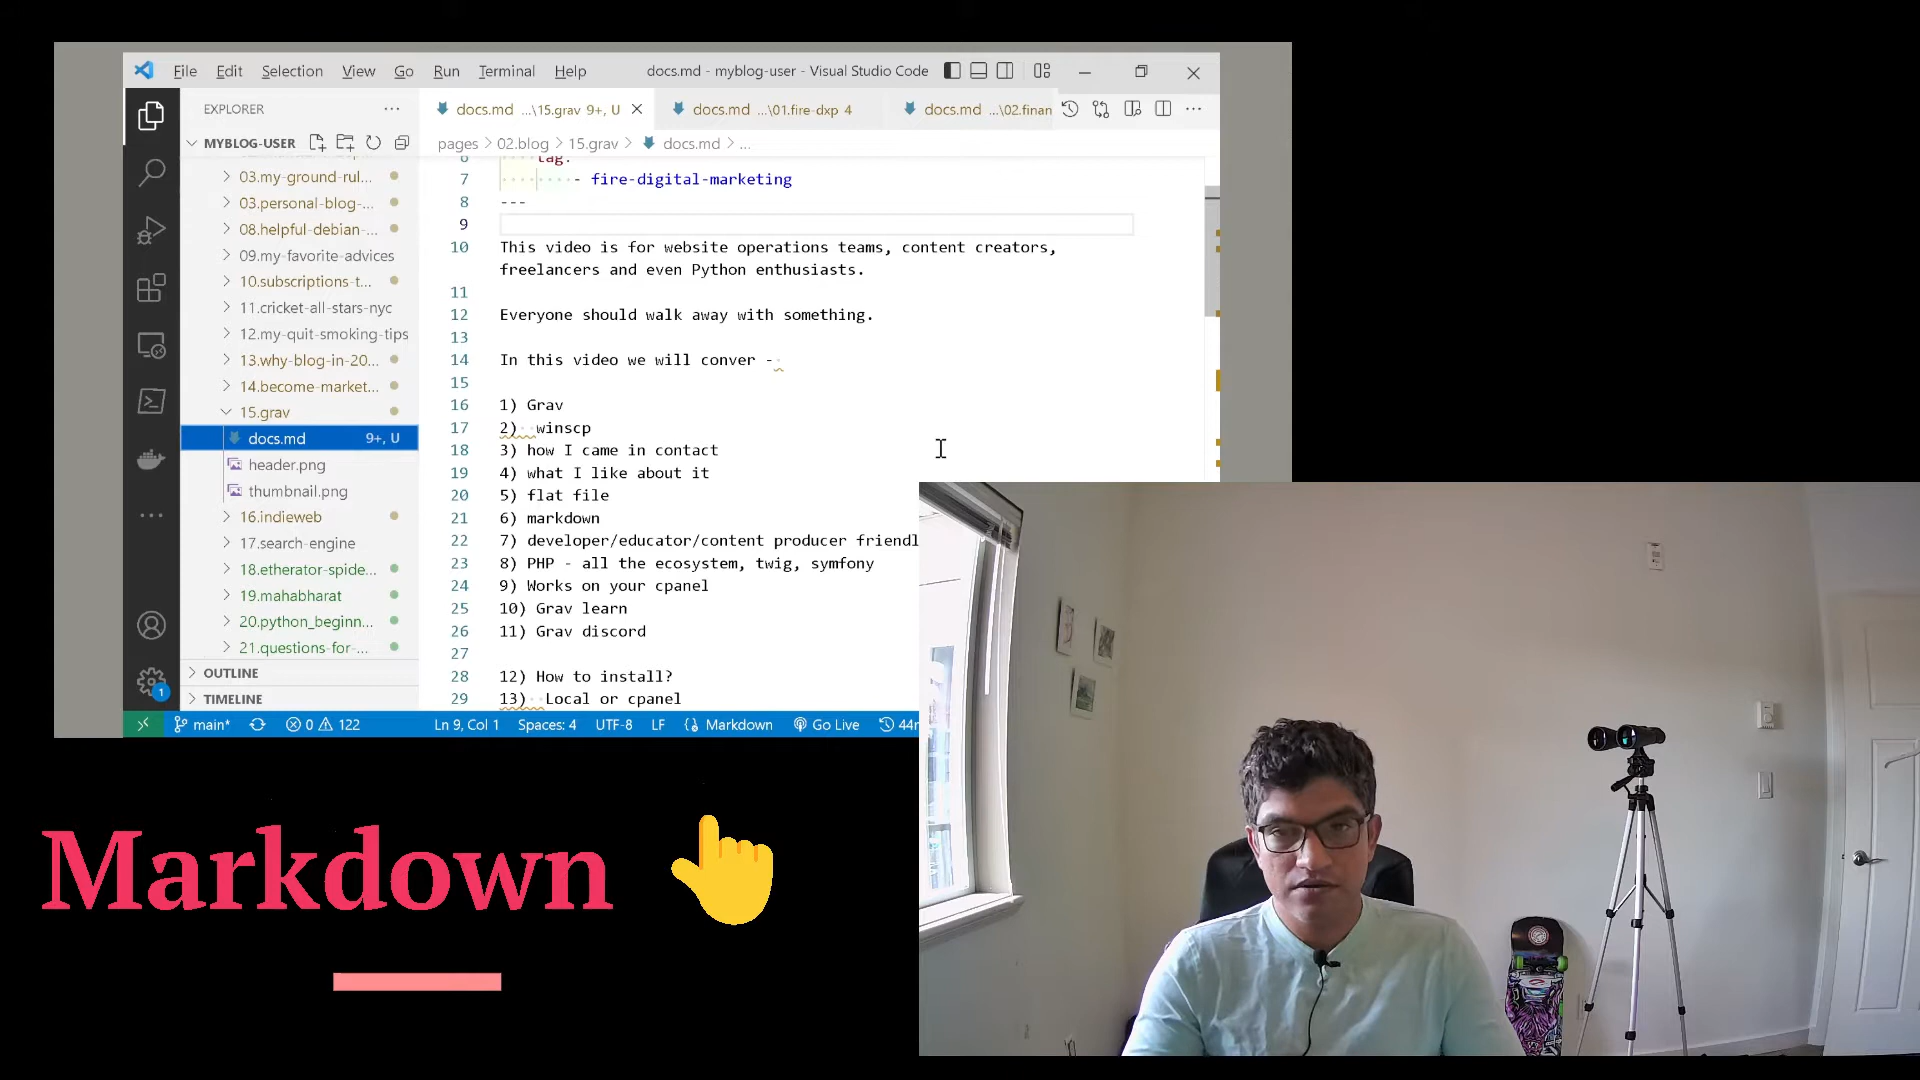 File Edit Selection View Go Run Terminal Help
docs.md - myblog-user - Visual Studio Code
EXPLORER
MYBLOG-USER
03.my-ground-rul...
03.personal-blog-...
08.helpful-debian-...
09.my-favorite-advices
10.subscriptions-t...
11.cricket-all-stars-nyc
12.my-quit-smoking-tips
13.why-blog-in-20...
14.become-market...
15.grav
docs.md 9+, U
header.png
thumbnail.png
16.indieweb
17.search-engine
18.etherator-spide...
19.mahabharat
20.python_beginn...
21.questions-for-...
OUTLINE
TIMELINE
docs.md ...\15.grav 9+, U
docs.md ...\01.fire-dxp 4
docs.md ...\02.finan
pages > 02.blog > 15.grav > docs.md > ...
6 tag:
7 - fire-digital-marketing
8 ---
9
10 This video is for website operations teams, content creators,
freelancers and even Python enthusiasts.
11
12 Everyone should walk away with something.
13
14 In this video we will conver -
15
16 1) Grav
17 2) winscp
18 3) how I came in contact
19 4) what I like about it
20 5) flat file
21 6) markdown
22 7) developer/educator/content producer friendl
23 8) PHP - all the ecosystem, twig, symfony
24 9) Works on your cpanel
25 10) Grav learn
26 11) Grav discord
27
28 12) How to install?
29 13) Local or cpanel
1
main* 0 122 Ln 9, Col 1 Spaces: 4 UTF-8 LF Markdown Go Live 44m
Markdown